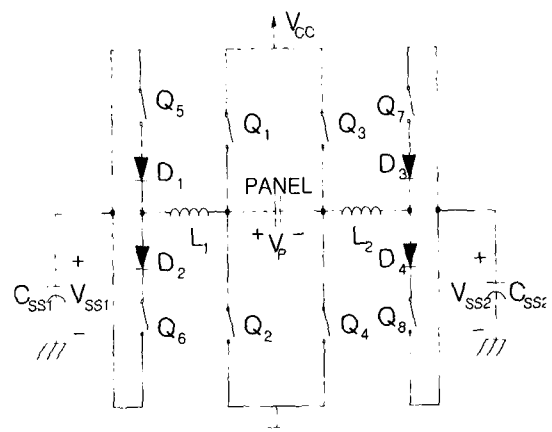 V_CC
Q_5
Q_7
Q_1
Q_3
D_1
PANEL
D_3
L_1
+ V_P -
L_2
D_2
D_4
+
+
C_SS1
V_SS1
V_SS2
C_SS2
-
-
Q_6
Q_2
Q_4
Q_8